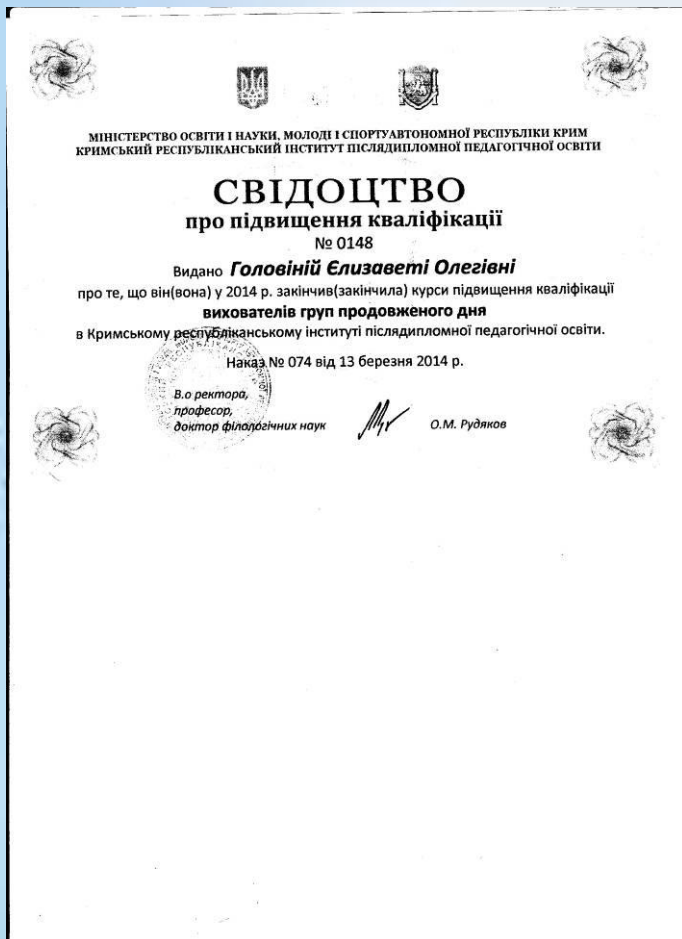 МІНІСТЕРСТВО ОСВІТИ І НАУКИ, МОЛОДІ І СПОРТУАВТОНОМНОЇ РЕСПУБЛІКИ КРИМ
КРИМСЬКИЙ РЕСПУБЛІКАНСЬКИЙ ІНСТИТУТ ПІСЛЯДИПЛОМНОЇ ПЕДАГОГІЧНОЇ ОСВІТИ
СВІДОЦТВО
про підвищення кваліфікації
№ 0148
Видано Головіній Єлизаветі Олегівні
про те, що він(вона) у 2014 р. закінчив(закінчила) курси підвищення кваліфікації
вихователів груп продовженого дня
в Кримському республіканському інституті післядипломної педагогічної освіти.
Наказ № 074 від 13 березня 2014 р.
В.о ректора,
професор,
доктор філологічних наук О.М. Рудяков